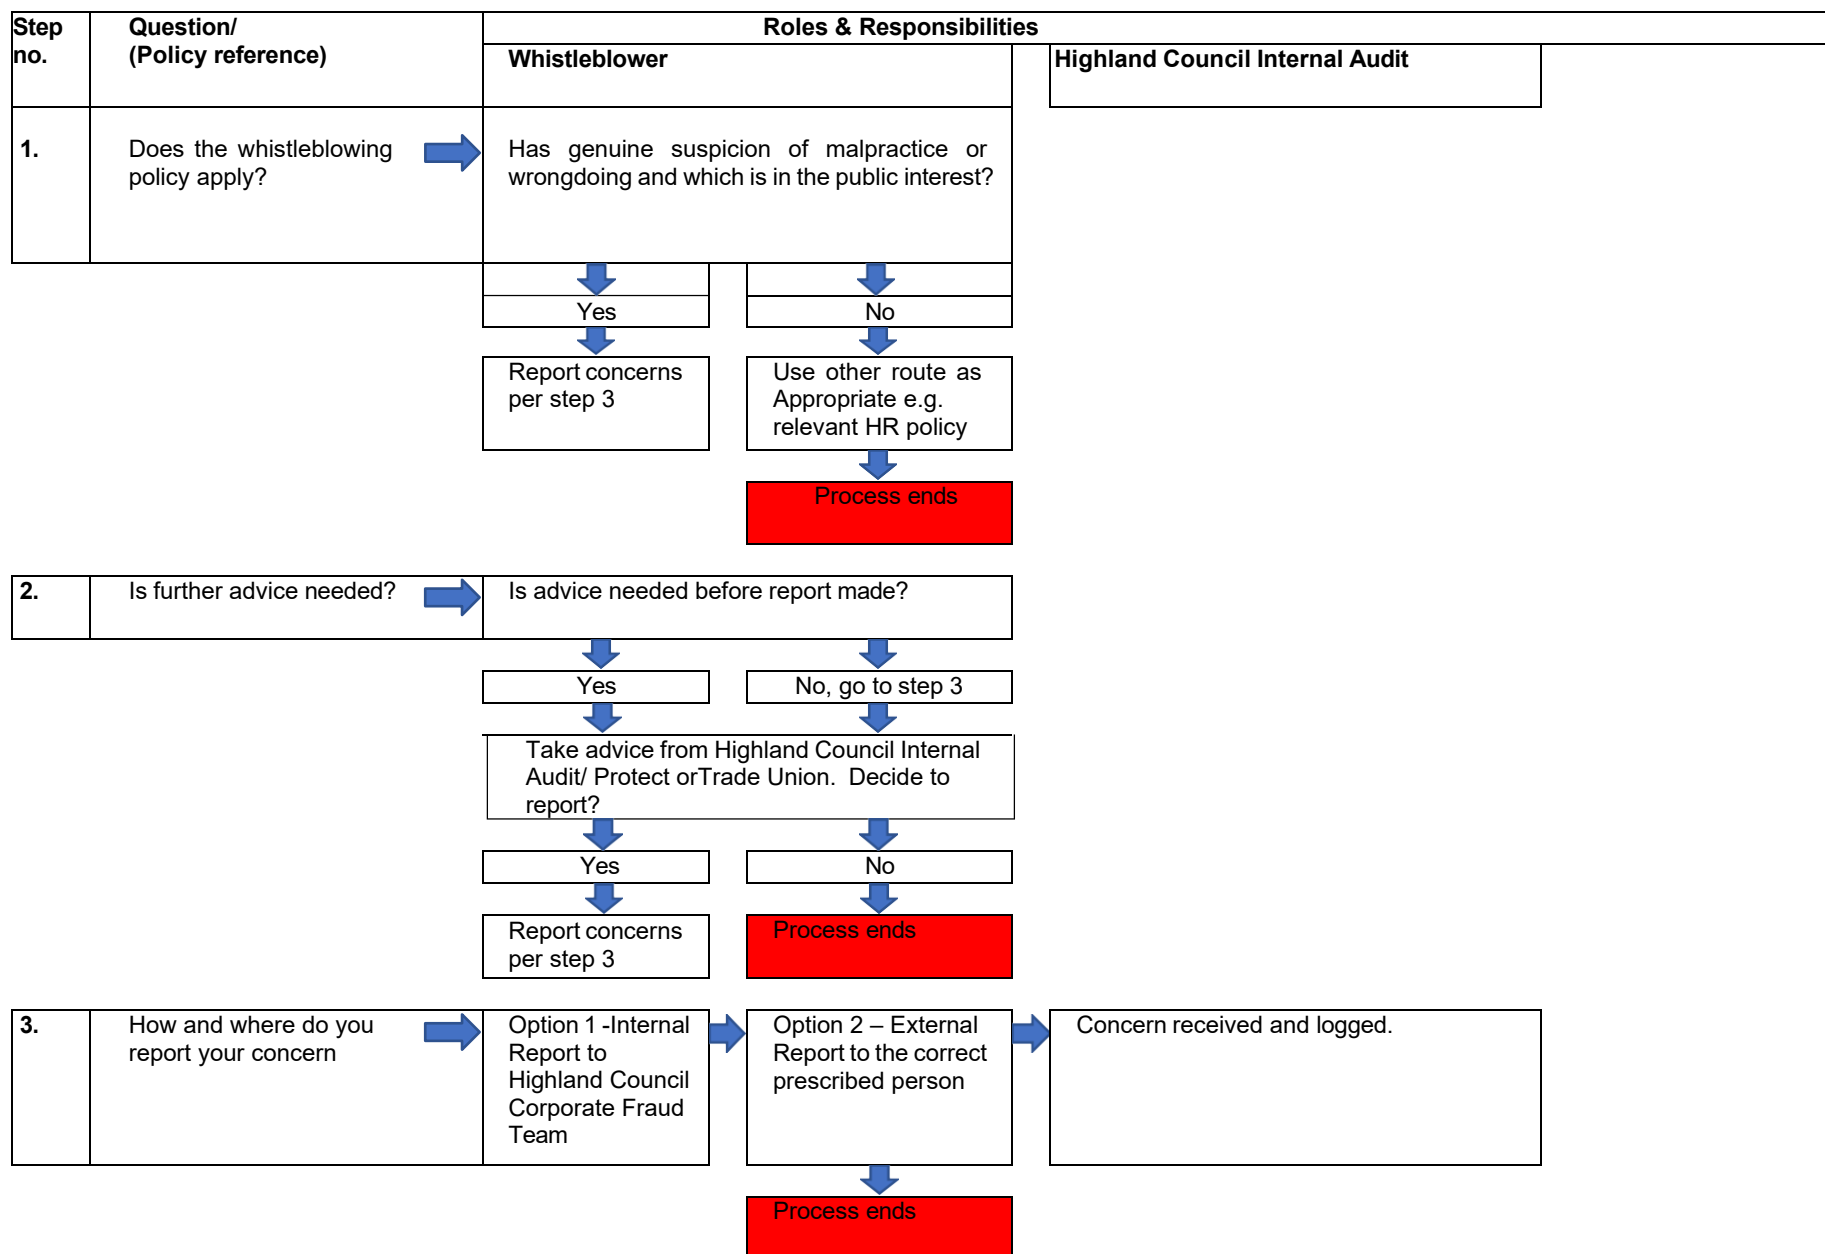 Step
no.
Question/
(Policy reference)
Roles & Responsibilities
Whistleblower
Highland Council Internal Audit
1.
Does the whistleblowing
policy apply?
Has genuine suspicion of malpractice or
wrongdoing and which is in the public interest?
Yes
No
Report concerns
per step 3
Use other route as
Appropriate e.g.
relevant HR policy
Process ends
2.
Is further advice needed?
Is advice needed before report made?
Yes
No, go to step 3
Take advice from Highland Council Internal
Audit/ Protect orTrade Union. Decide to
report?
Yes
No
Report concerns
per step 3
Process ends
3.
How and where do you
report your concern
Option 1 -Internal
Report to
Highland Council
Corporate Fraud
Team
Option 2 – External
Report to the correct
prescribed person
Concern received and logged.
Process ends